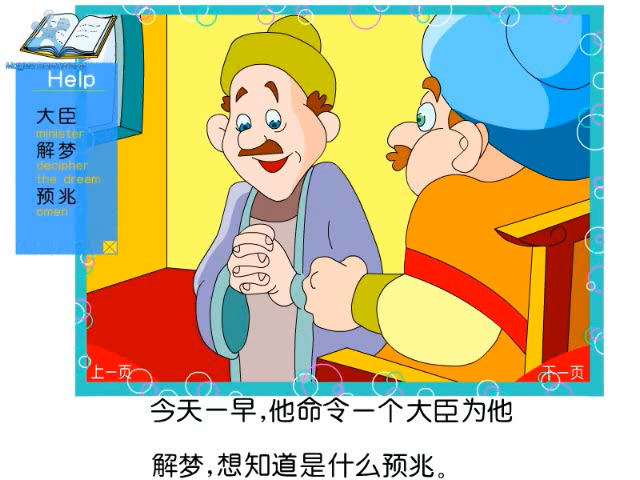 Help
大臣
minister
解梦
decipher
the dream
预兆
omen
上一页
下一页
今天一早,他命令一个大臣为他
解梦,想知道是什么预兆。